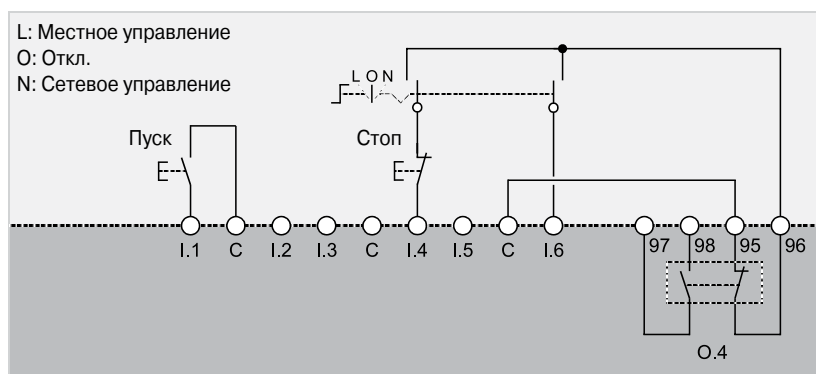 L: Местное управление
O: Откл.
N: Сетевое управление
L O N
Пуск
Стоп
I.1 C I.2 I.3 C I.4 I.5 C I.6 97 98 95 96
O.4